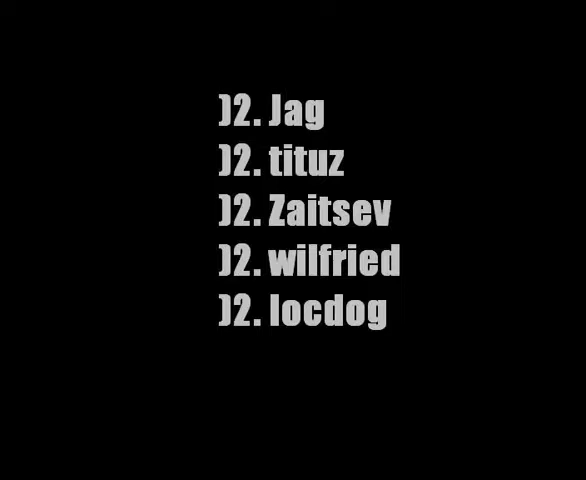 )2. Jag
)2. tituz
)2. Zaitsev
)2. wilfried
)2. locdog